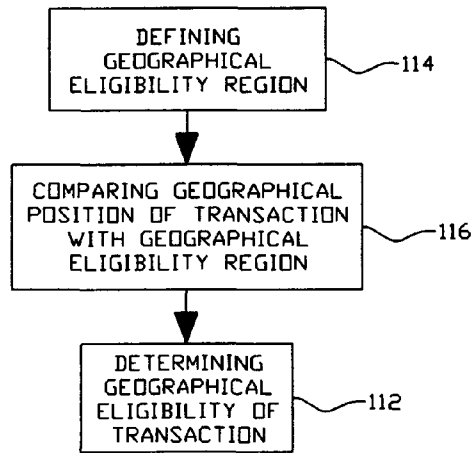 DEFINING
GEOGRAPHICAL
ELIGIBILITY REGION
114
COMPARING GEOGRAPHICAL
POSITION OF TRANSACTION
WITH GEOGRAPHICAL
ELIGIBILITY REGION
116
DETERMINING
GEOGRAPHICAL
ELIGIBILITY OF
TRANSACTION
112